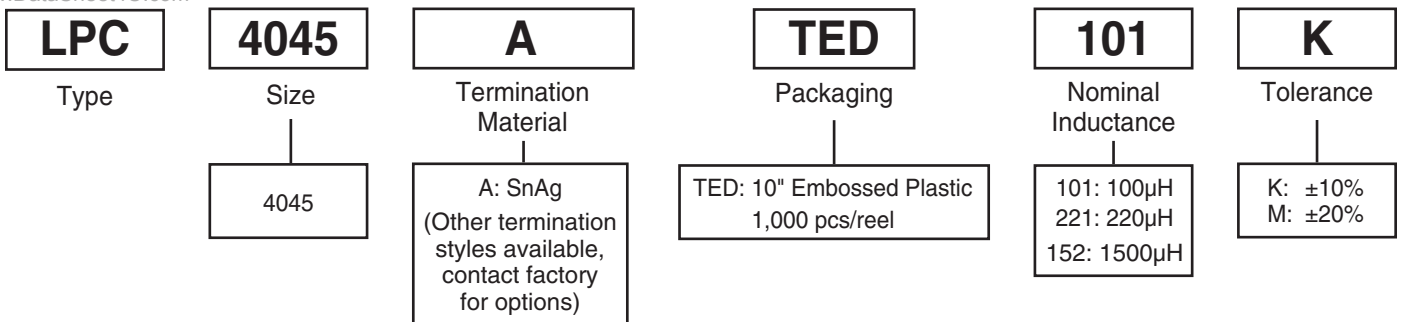 LPC 4045 A TED 101 K
Type Size Termination Material Packaging Nominal Inductance Tolerance
4045
A: SnAg
(Other termination
styles available,
contact factory
for options)
TED: 10" Embossed Plastic
1,000 pcs/reel
101: 100µH
221: 220µH
152: 1500µH
K: ±10%
M: ±20%